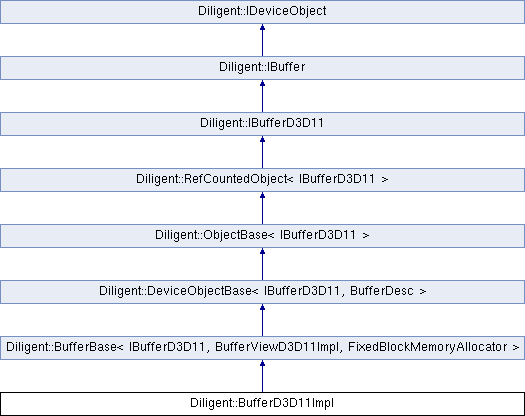 Diligent::IDeviceObject
Diligent::IBuffer
Diligent::IBufferD3D11
Diligent::RefCountedObject< IBufferD3D11 >
Diligent::ObjectBase< IBufferD3D11 >
Diligent::DeviceObjectBase< IBufferD3D11, BufferDesc >
Diligent::BufferBase< IBufferD3D11, BufferViewD3D11Impl, FixedBlockMemoryAllocator >
Diligent::BufferD3D11Impl